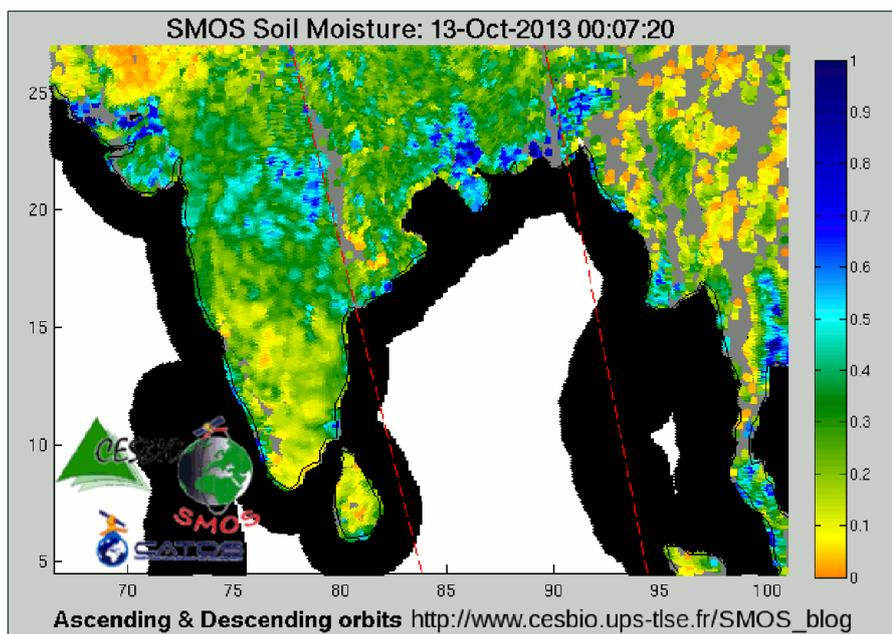 SMOS Soil Moisture: 13-Oct-2013 00:07:20
25
20
15
10
5
70 75 80 85 90 95 100
1
0.9
0.8
0.7
0.6
0.5
0.4
0.3
0.2
0.1
0
CESBIO
SMOS
CATDS
Ascending & Descending orbits http://www.cesbio.ups-tlse.fr/SMOS_blog